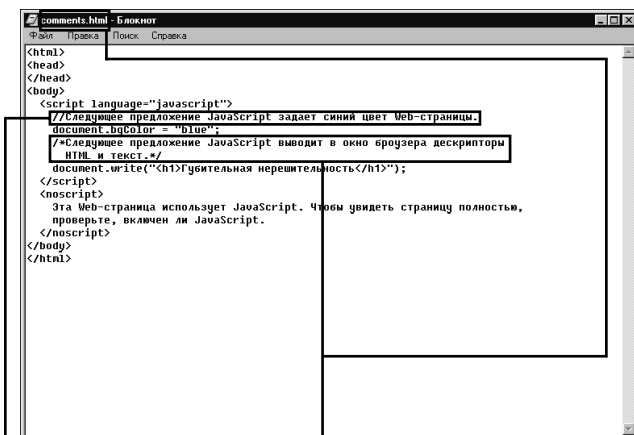 comments.html - Блокнот
Файл Правка Поиск Справка
<html>
<head>
</head>
<body>
<script language="javascript">
//Следующее предложение JavaScript задает синий цвет Web-страницы.
document.bgColor = "blue";
/*Следующее предложение JavaScript выводит в окно броузера дескрипторы
HTML и текст.*/
document.write("<h1>Губительная нерешительность</h1>");
</script>
<noscript>
Эта Web-страница использует JavaScript. Чтобы увидеть страницу полностью,
проверьте, включен ли JavaScript.
</noscript>
</body>
</html>